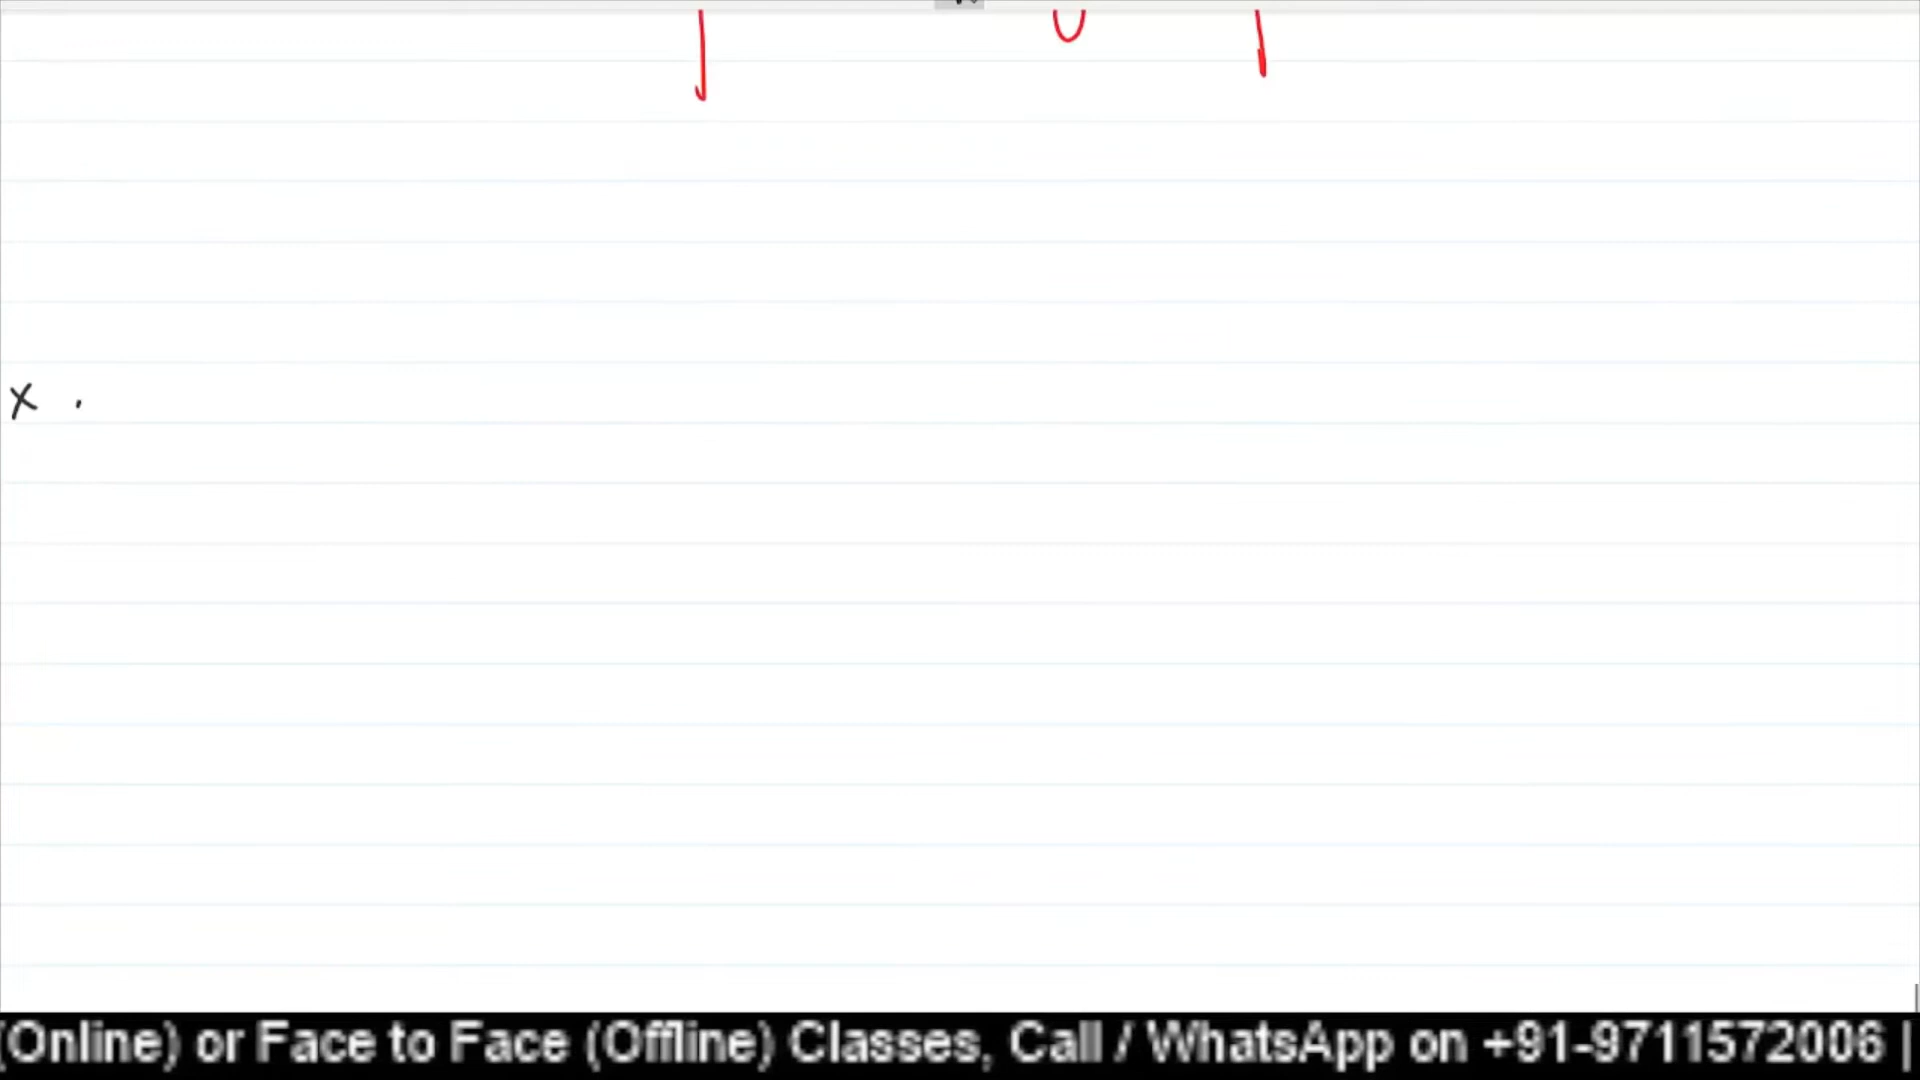 x .
(Online) or Face to Face (Offline) Classes, Call / WhatsApp on +91-9711572006 |